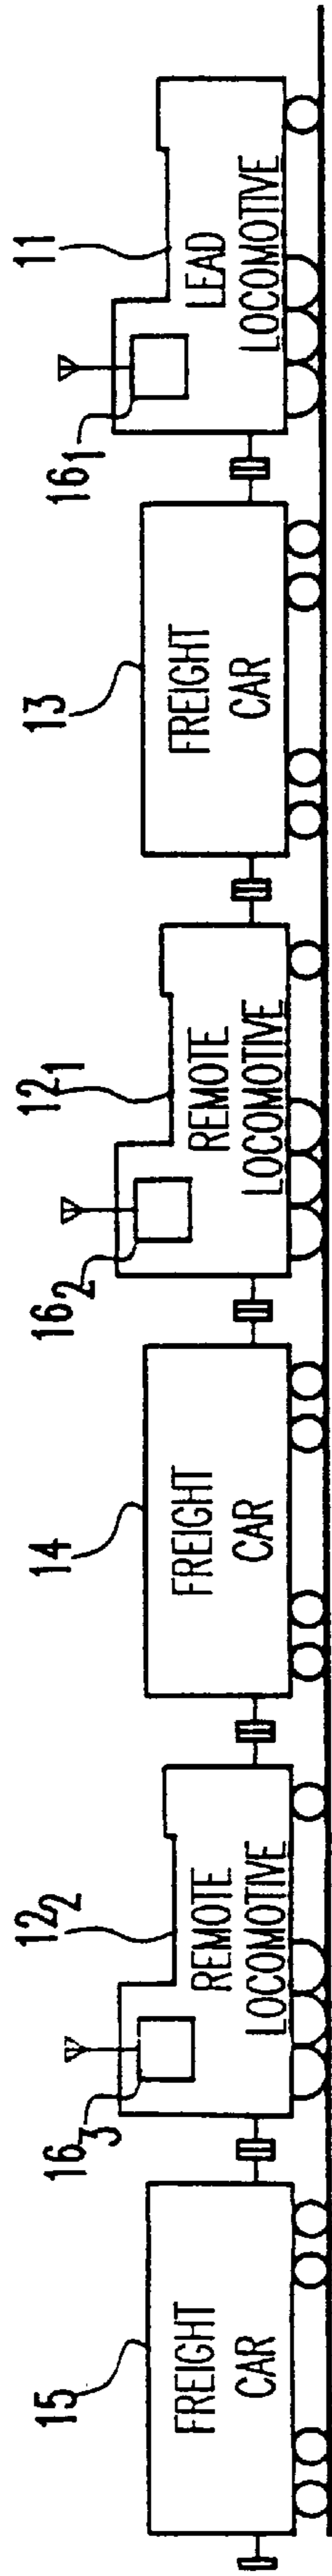 15
16₃
12₂
14
16₂
12₁
13
16₁
11
FREIGHT
CAR
REMOTE
LOCOMOTIVE
FREIGHT
CAR
REMOTE
LOCOMOTIVE
FREIGHT
CAR
LEAD
LOCOMOTIVE